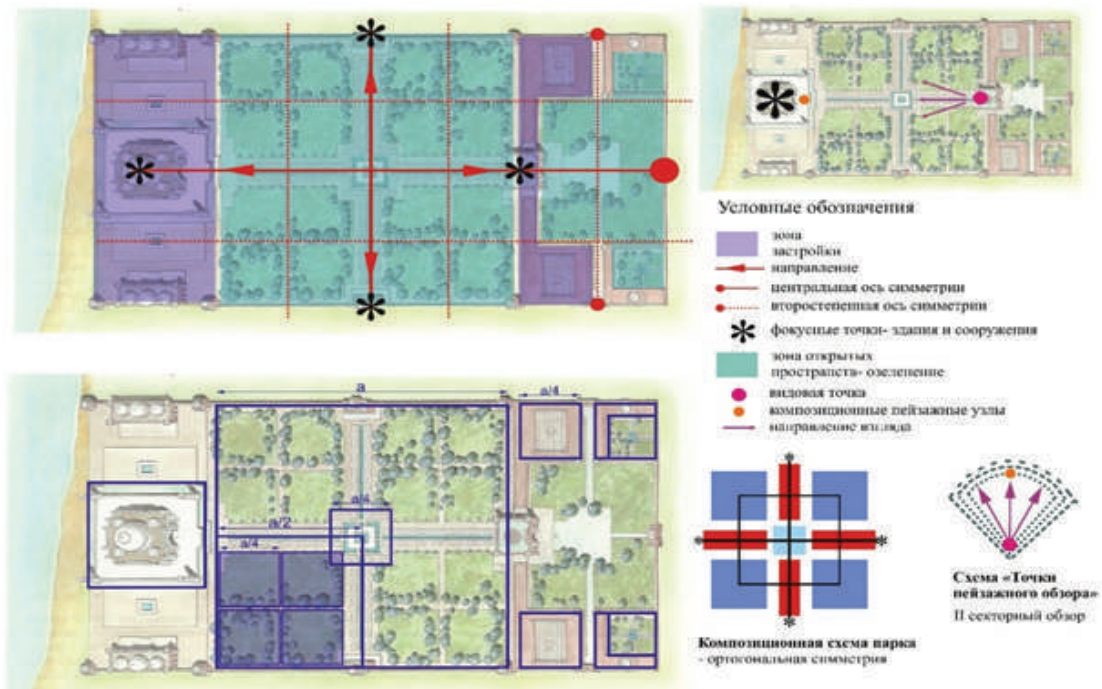 Условные обозначения
зона
застройки
направление
центральная ось симметрии
второстепенная ось симметрии
фокусные точки- здания и сооружения
зона открытых
пространств- озеленение
видовая точка
композиционные пейзажные узлы
направление взгляда
a
a/4
a/4
a/2
a/4
Композиционная схема парка
- ортогональная симметрия
Схема «Точки
пейзажного обзора»
II секторный обзор